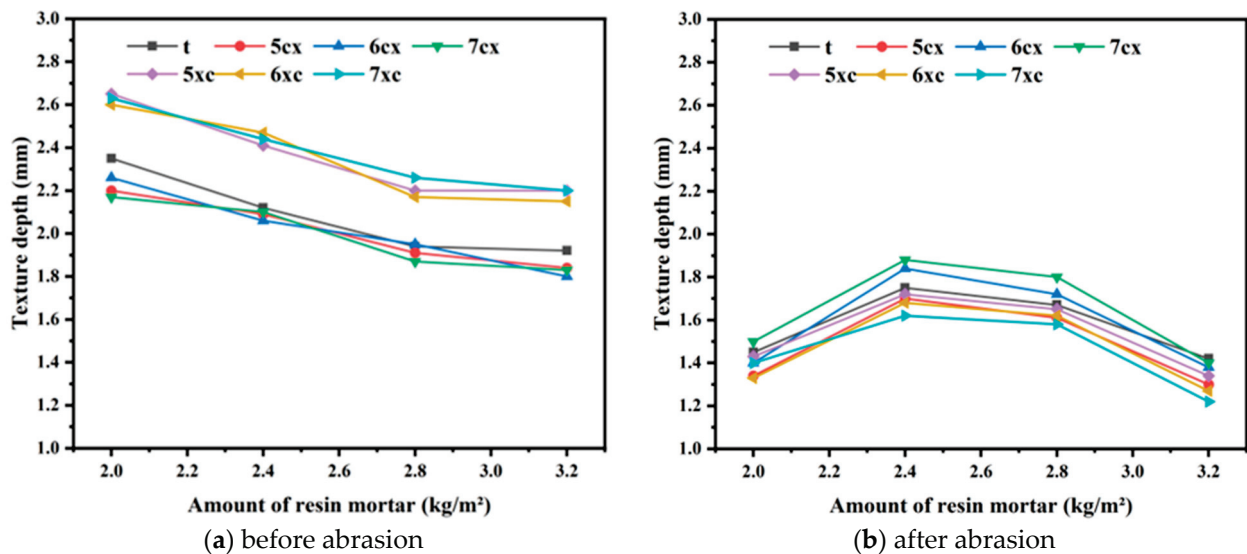 3.0
2.8
2.6
2.4
2.2
2.0
1.8
1.6
1.4
1.2
1.0
Texture depth (mm)
t 5cx 6cx 7cx
5xc 6xc 7xc
2.0 2.2 2.4 2.6 2.8 3.0 3.2
Amount of resin mortar (kg/m²)
(a) before abrasion
3.0
2.8
2.6
2.4
2.2
2.0
1.8
1.6
1.4
1.2
1.0
Texture depth (mm)
t 5cx 6cx 7cx
5xc 6xc 7xc
2.0 2.2 2.4 2.6 2.8 3.0 3.2
Amount of resin mortar (kg/m²)
(b) after abrasion